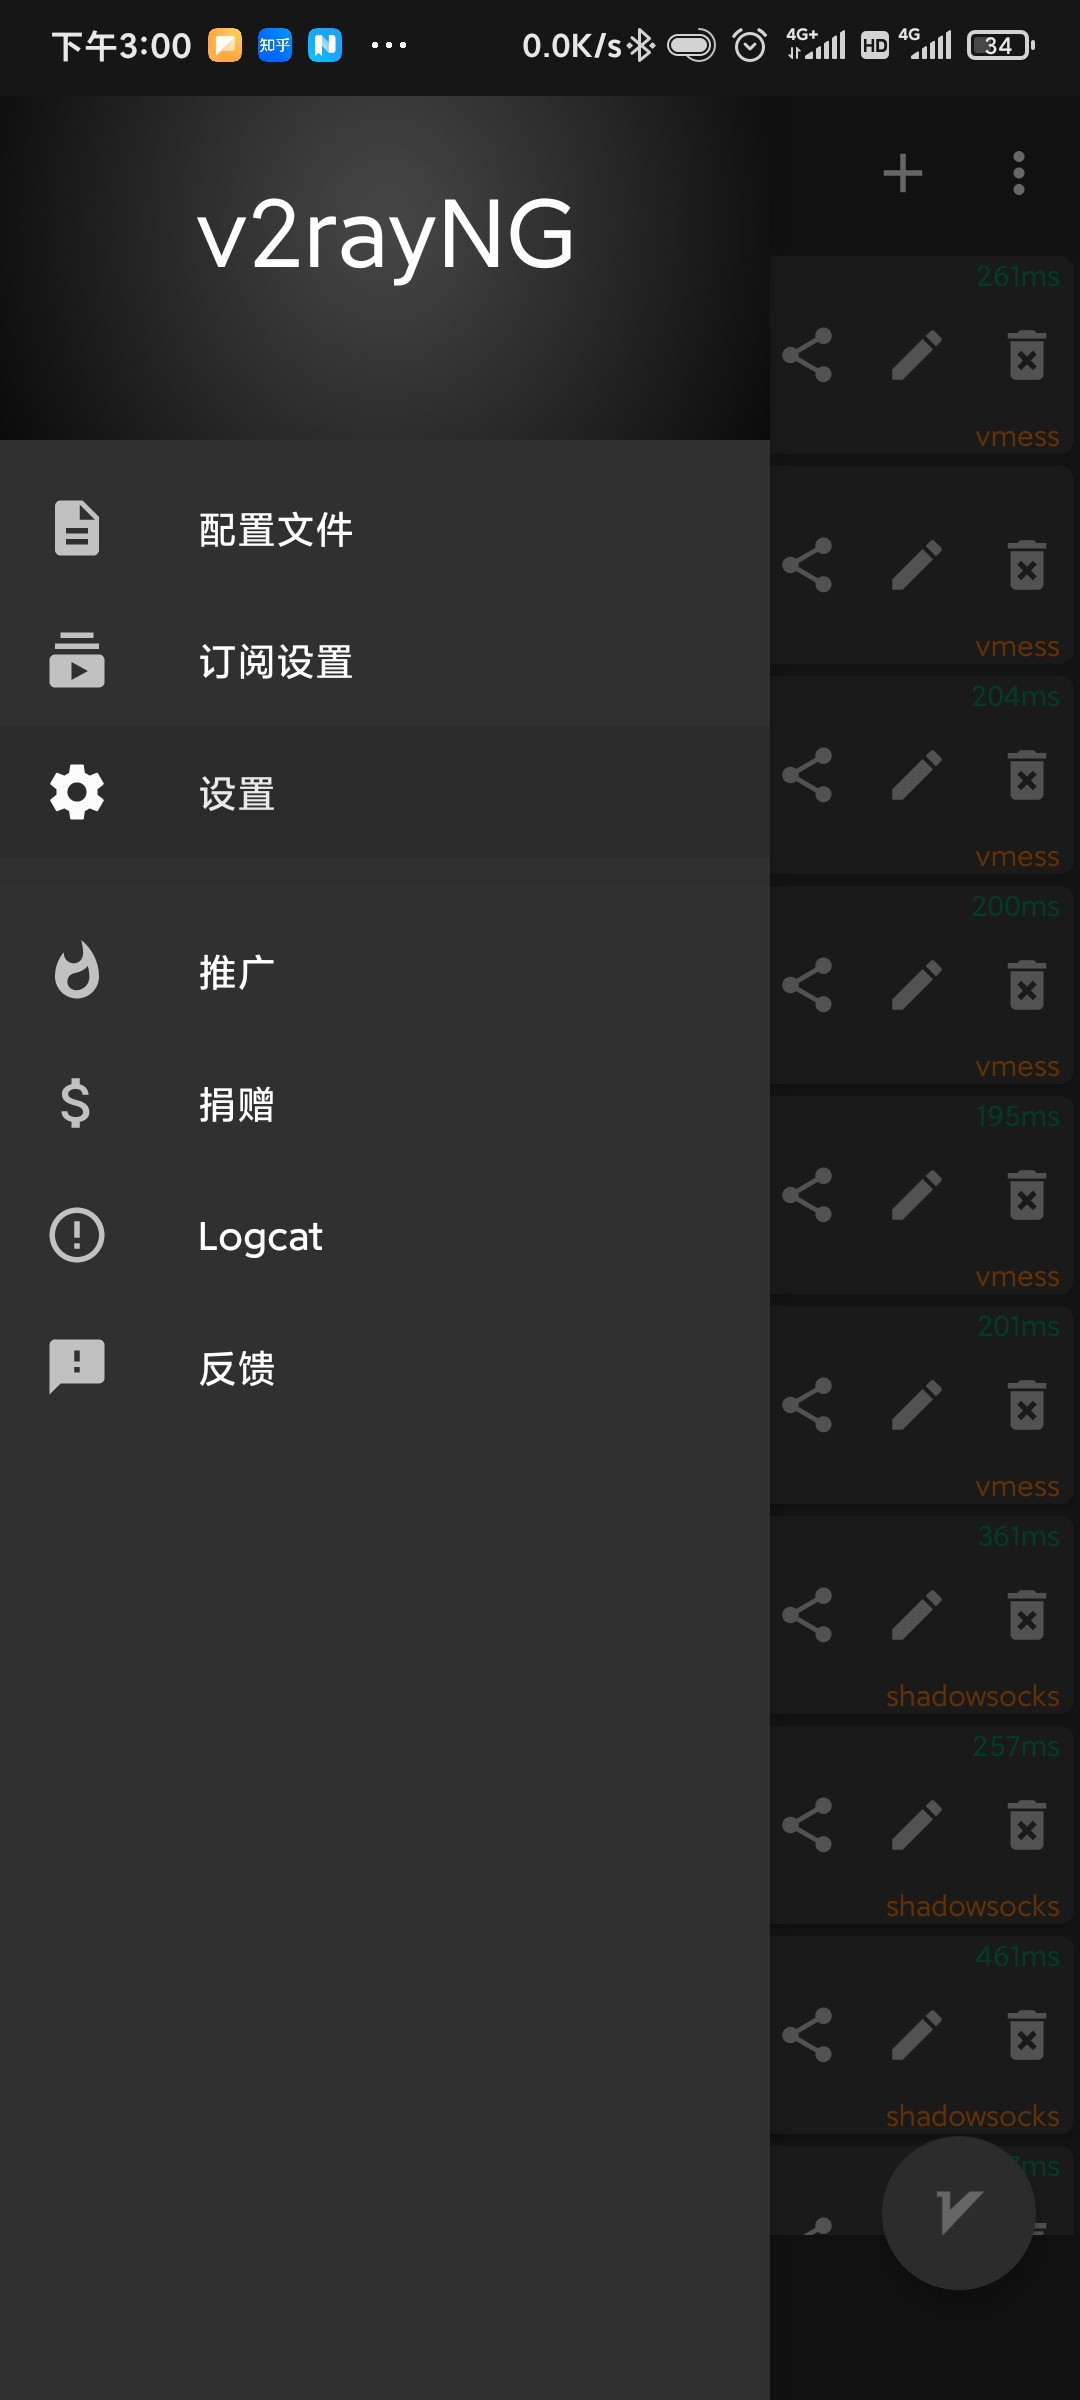 下午3:00 知乎 0.0K/s 4G+ HD 4G 34
v2rayNG
配置文件
订阅设置
设置
推广
捐赠
Logcat
反馈
261ms
vmess
vmess
204ms
vmess
200ms
vmess
195ms
vmess
201ms
vmess
361ms
shadowsocks
257ms
shadowsocks
461ms
shadowsocks
ms